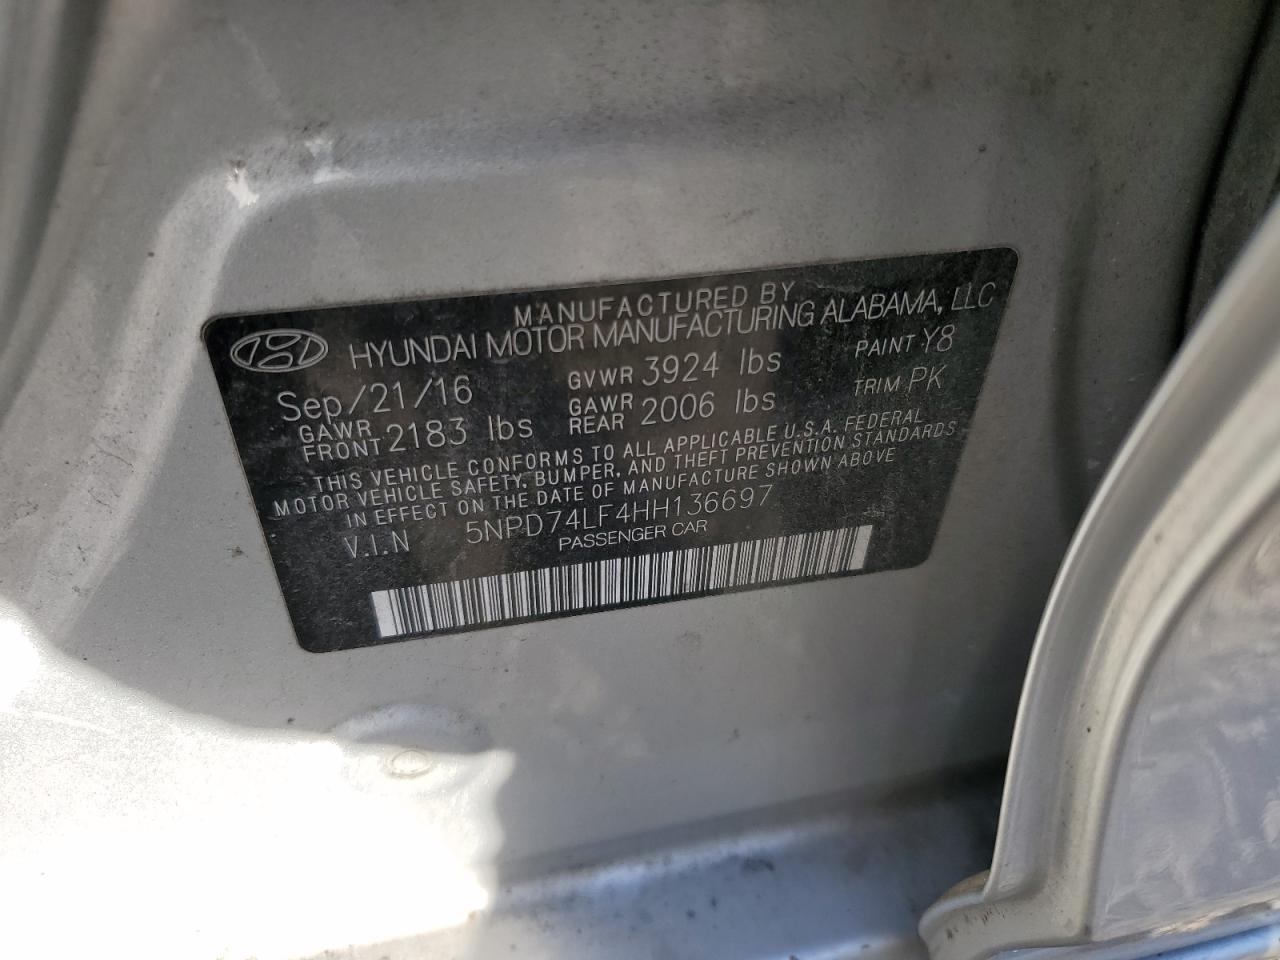 MANUFACTURED BY
HYUNDAI MOTOR MANUFACTURING ALABAMA, LLC
Sep/21/16 GVWR 3924 lbs PAINT Y8
GAWR FRONT 2183 lbs GAWR REAR 2006 lbs TRIM PK
THIS VEHICLE CONFORMS TO ALL APPLICABLE U.S.A. FEDERAL
MOTOR VEHICLE SAFETY, BUMPER, AND THEFT PREVENTION STANDARDS
IN EFFECT ON THE DATE OF MANUFACTURE SHOWN ABOVE
V.I.N 5NPD74LF4HH136697
PASSENGER CAR